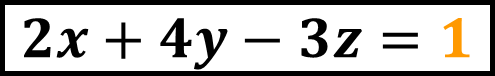 2x + 4y − 3z = 1